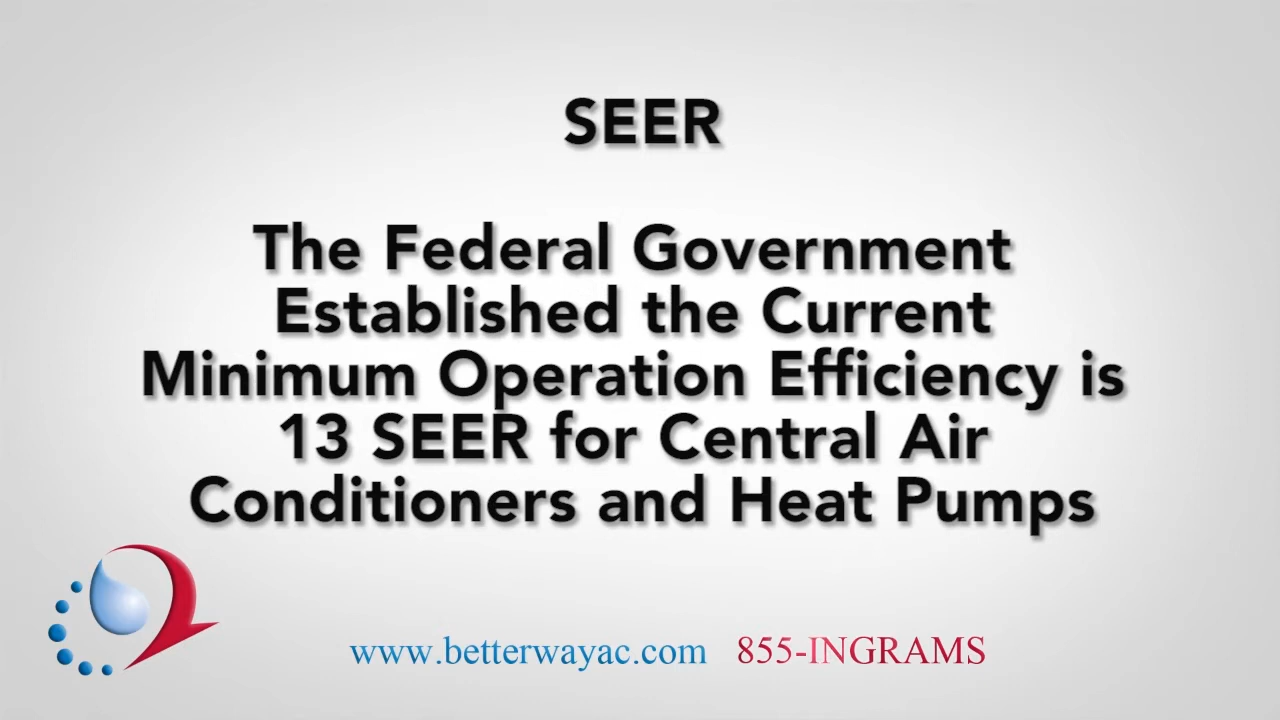 SEER
The Federal Government
Established the Current
Minimum Operation Efficiency is
13 SEER for Central Air
Conditioners and Heat Pumps
www.betterwayac.com 855-INGRAMS